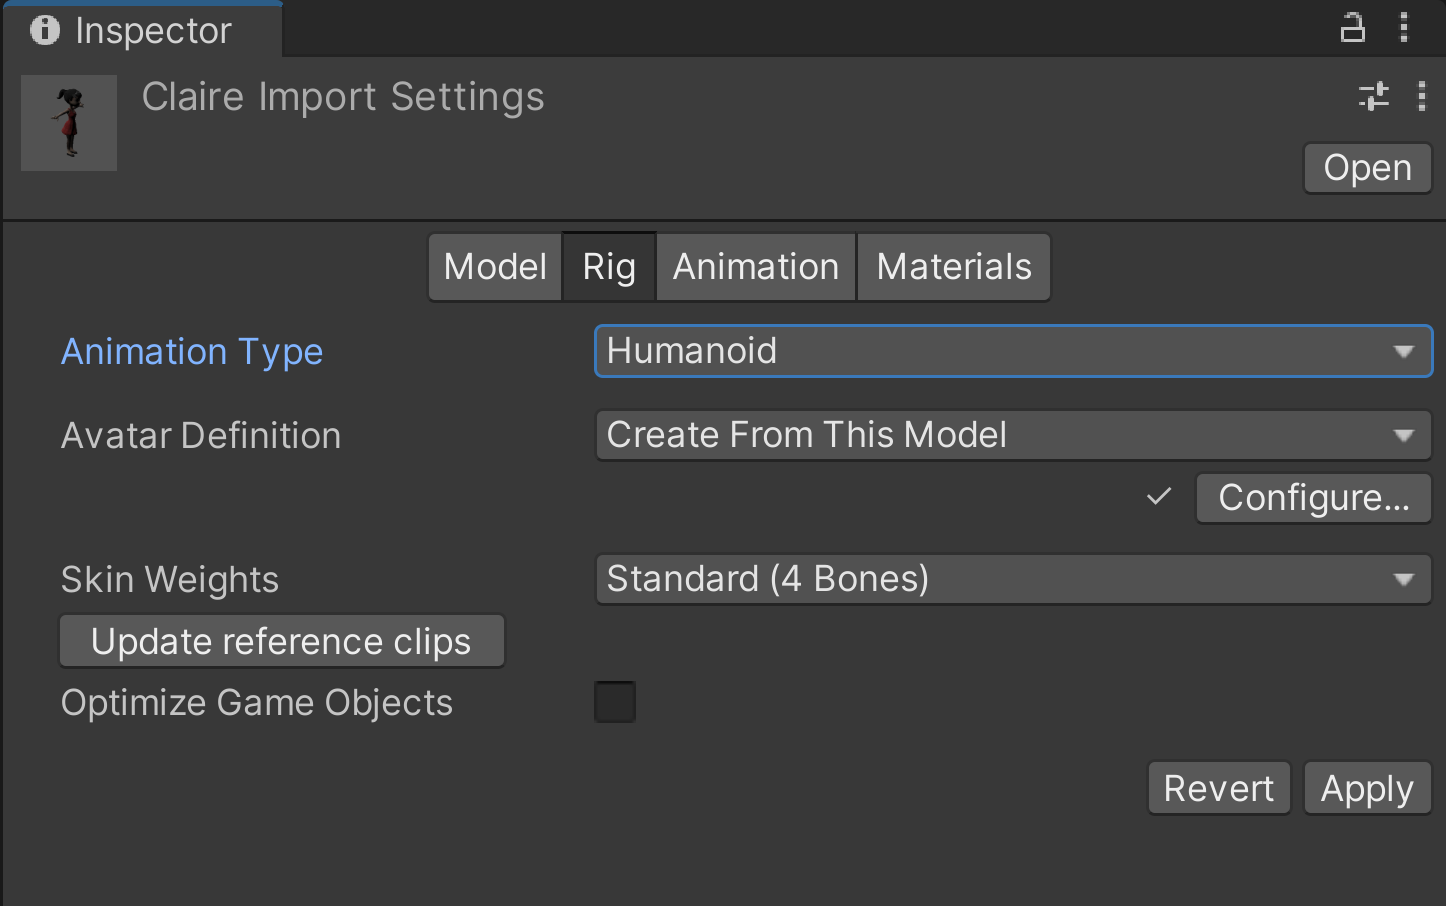 Inspector
Claire Import Settings
Open
Model Rig Animation Materials
Animation Type Humanoid
Avatar Definition Create From This Model
Configure...
Skin Weights Standard (4 Bones)
Update reference clips
Optimize Game Objects
Revert Apply